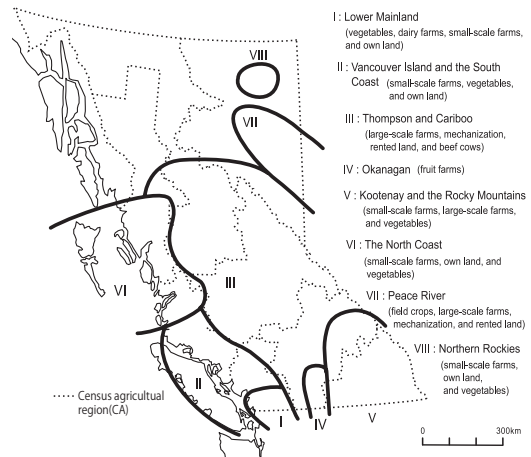 I : Lower Mainland
(vegetables, dairy farms, small-scale farms,
and own land)
II : Vancouver Island and the South
Coast (small-scale farms, vegetables,
and own land)
III : Thompson and Cariboo
(large-scale farms, mechanization,
rented land, and beef cows)
IV : Okanagan (fruit farms)
V : Kootenay and the Rocky Mountains
(small-scale farms, large-scale farms,
and vegetables)
VI : The North Coast
(small-scale farms, own land, and
vegetables)
VII : Peace River
(field crops, large-scale farms,
mechanization, and rented land)
VIII : Northern Rockies
(small-scale farms,
own land,
and vegetables)
VIII
VII
VI
III
II
I
IV
V
Census agricultual
region(CA)
0
300km